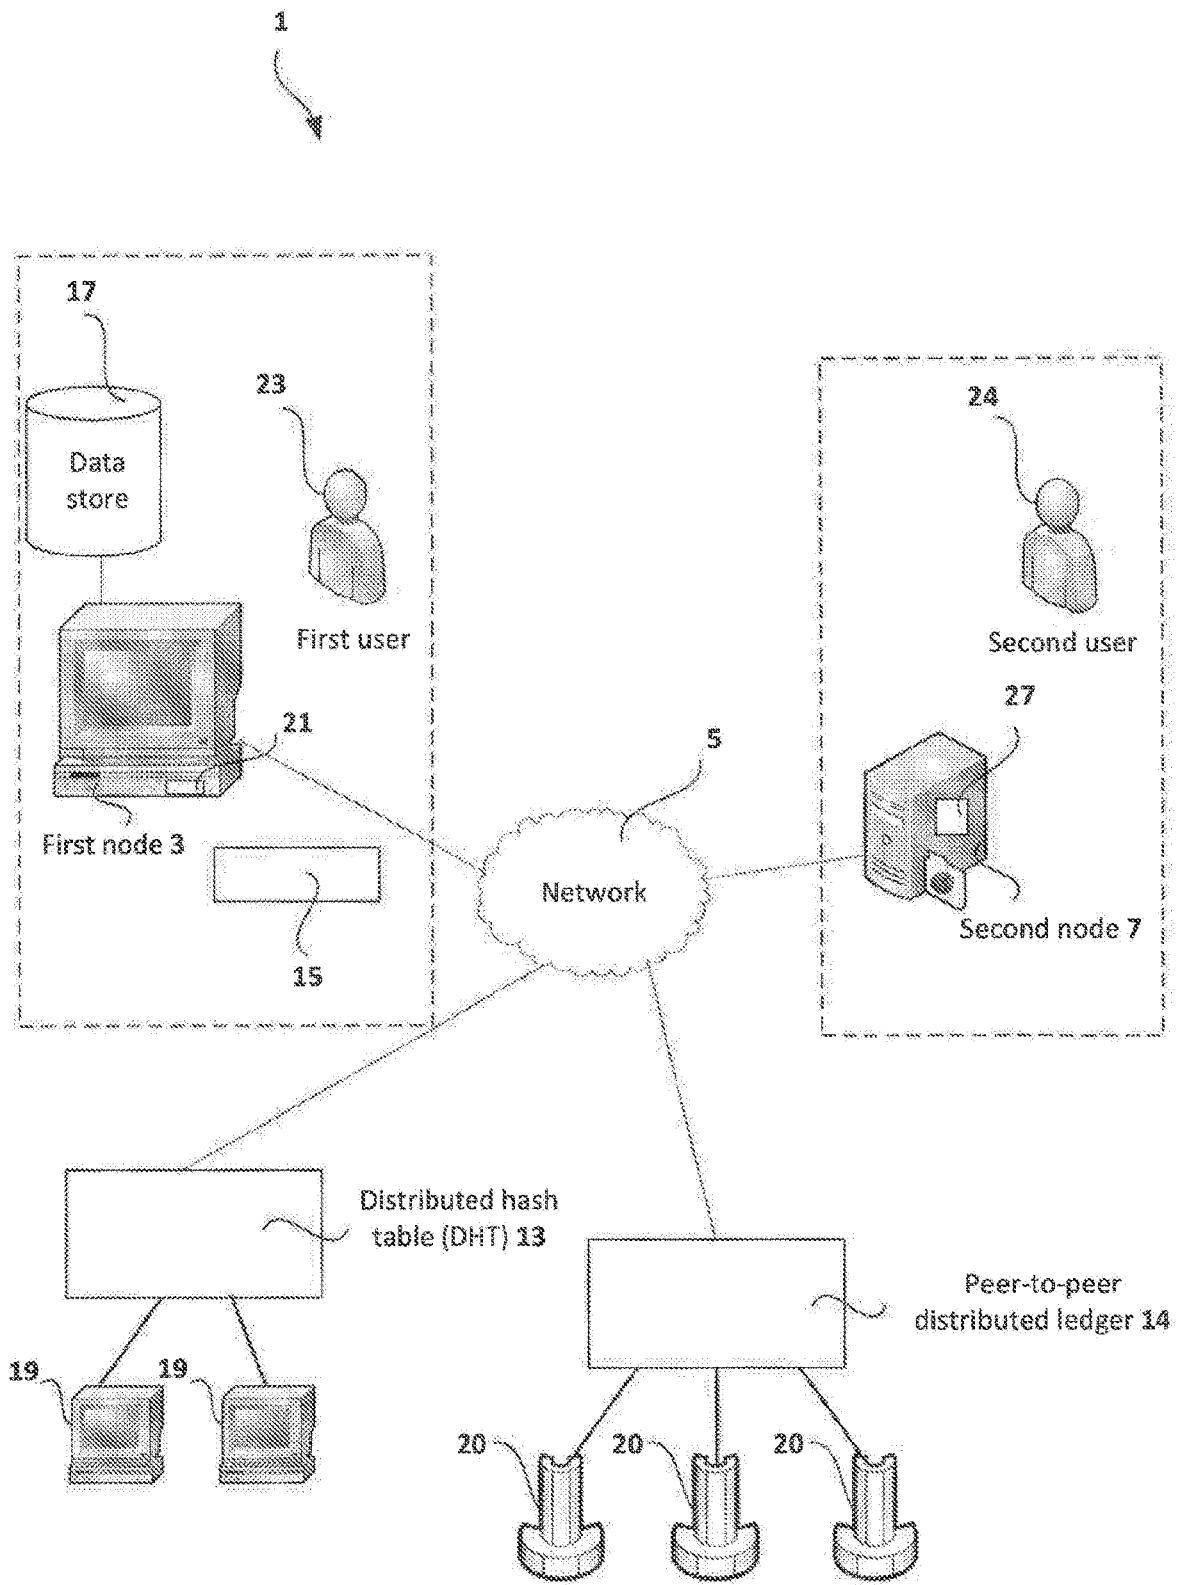 1
17
Data
store
23
First user
21
First node 3
15
24
Second user
27
Second node 7
5
Network
Distributed hash
table (DHT) 13
19
19
Peer-to-peer
distributed ledger 14
20
20
20